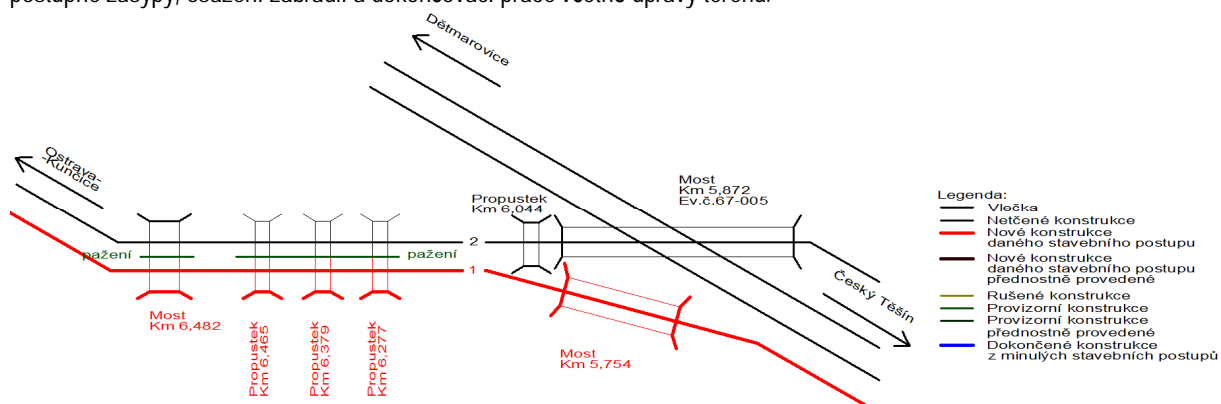 postupné zásypy, osazení zábradlí a dokončovací práce včetně úpravy terénu.
Dětmarovice
Ostrava-
-Kunčice
Most
Km 5,872
Ev.č.67-005
Propustek
Km 6,044
pažení
pažení
2
1
Český Těšín
Most
Km 6,482
Propustek
Km 6,465
Propustek
Km 6,379
Propustek
Km 6,277
Most
Km 5,754
Legenda:
Vlečka
Netčené konstrukce
Nové konstrukce
daného stavebního postupu
Nové konstrukce
daného stavebního postupu
přednostně provedené
Rušené konstrukce
Provizorní konstrukce
Provizorní konstrukce
přednostně provedené
Dokončené konstrukce
z minulých stavebních postupů